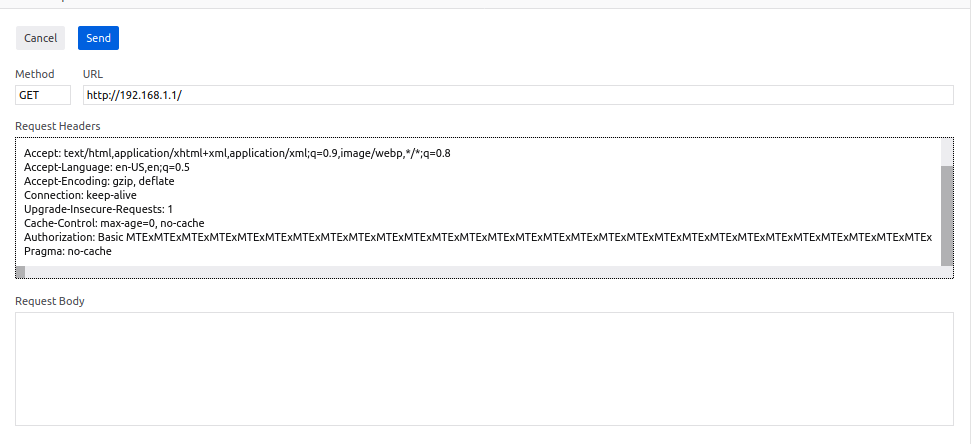 Cancel Send
Method URL
GET http://192.168.1.1/
Request Headers
Accept: text/html,application/xhtml+xml,application/xml;q=0.9,image/webp,*/*;q=0.8
Accept-Language: en-US,en;q=0.5
Accept-Encoding: gzip, deflate
Connection: keep-alive
Upgrade-Insecure-Requests: 1
Cache-Control: max-age=0, no-cache
Authorization: Basic MTExMTExMTExMTExMTExMTExMTExMTExMTExMTExMTExMTExMTExMTExMTExMTExMTExMTExMTExMTExMTExMTExMTExMTExMTEx
Pragma: no-cache
Request Body